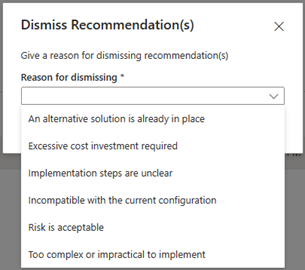 Dismiss Recommendation(s)
Give a reason for dismissing recommendation(s)
Reason for dismissing *
An alternative solution is already in place
Excessive cost investment required
Implementation steps are unclear
Incompatible with the current configuration
Risk is acceptable
Too complex or impractical to implement